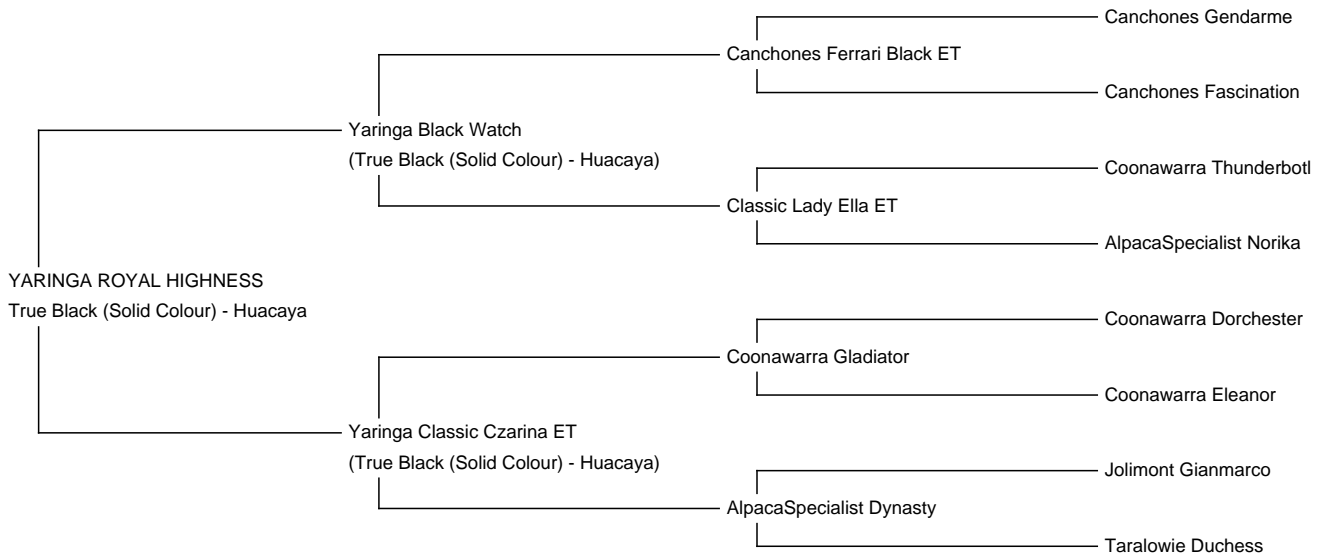 Canchones Gendarme
Canchones Ferrari Black ET
Canchones Fascination
Yaringa Black Watch
(True Black (Solid Colour) - Huacaya)
Coonawarra Thunderbotl
Classic Lady Ella ET
AlpacaSpecialist Norika
YARINGA ROYAL HIGHNESS
True Black (Solid Colour) - Huacaya
Coonawarra Dorchester
Coonawarra Gladiator
Coonawarra Eleanor
Yaringa Classic Czarina ET
(True Black (Solid Colour) - Huacaya)
Jolimont Gianmarco
AlpacaSpecialist Dynasty
Taralowie Duchess